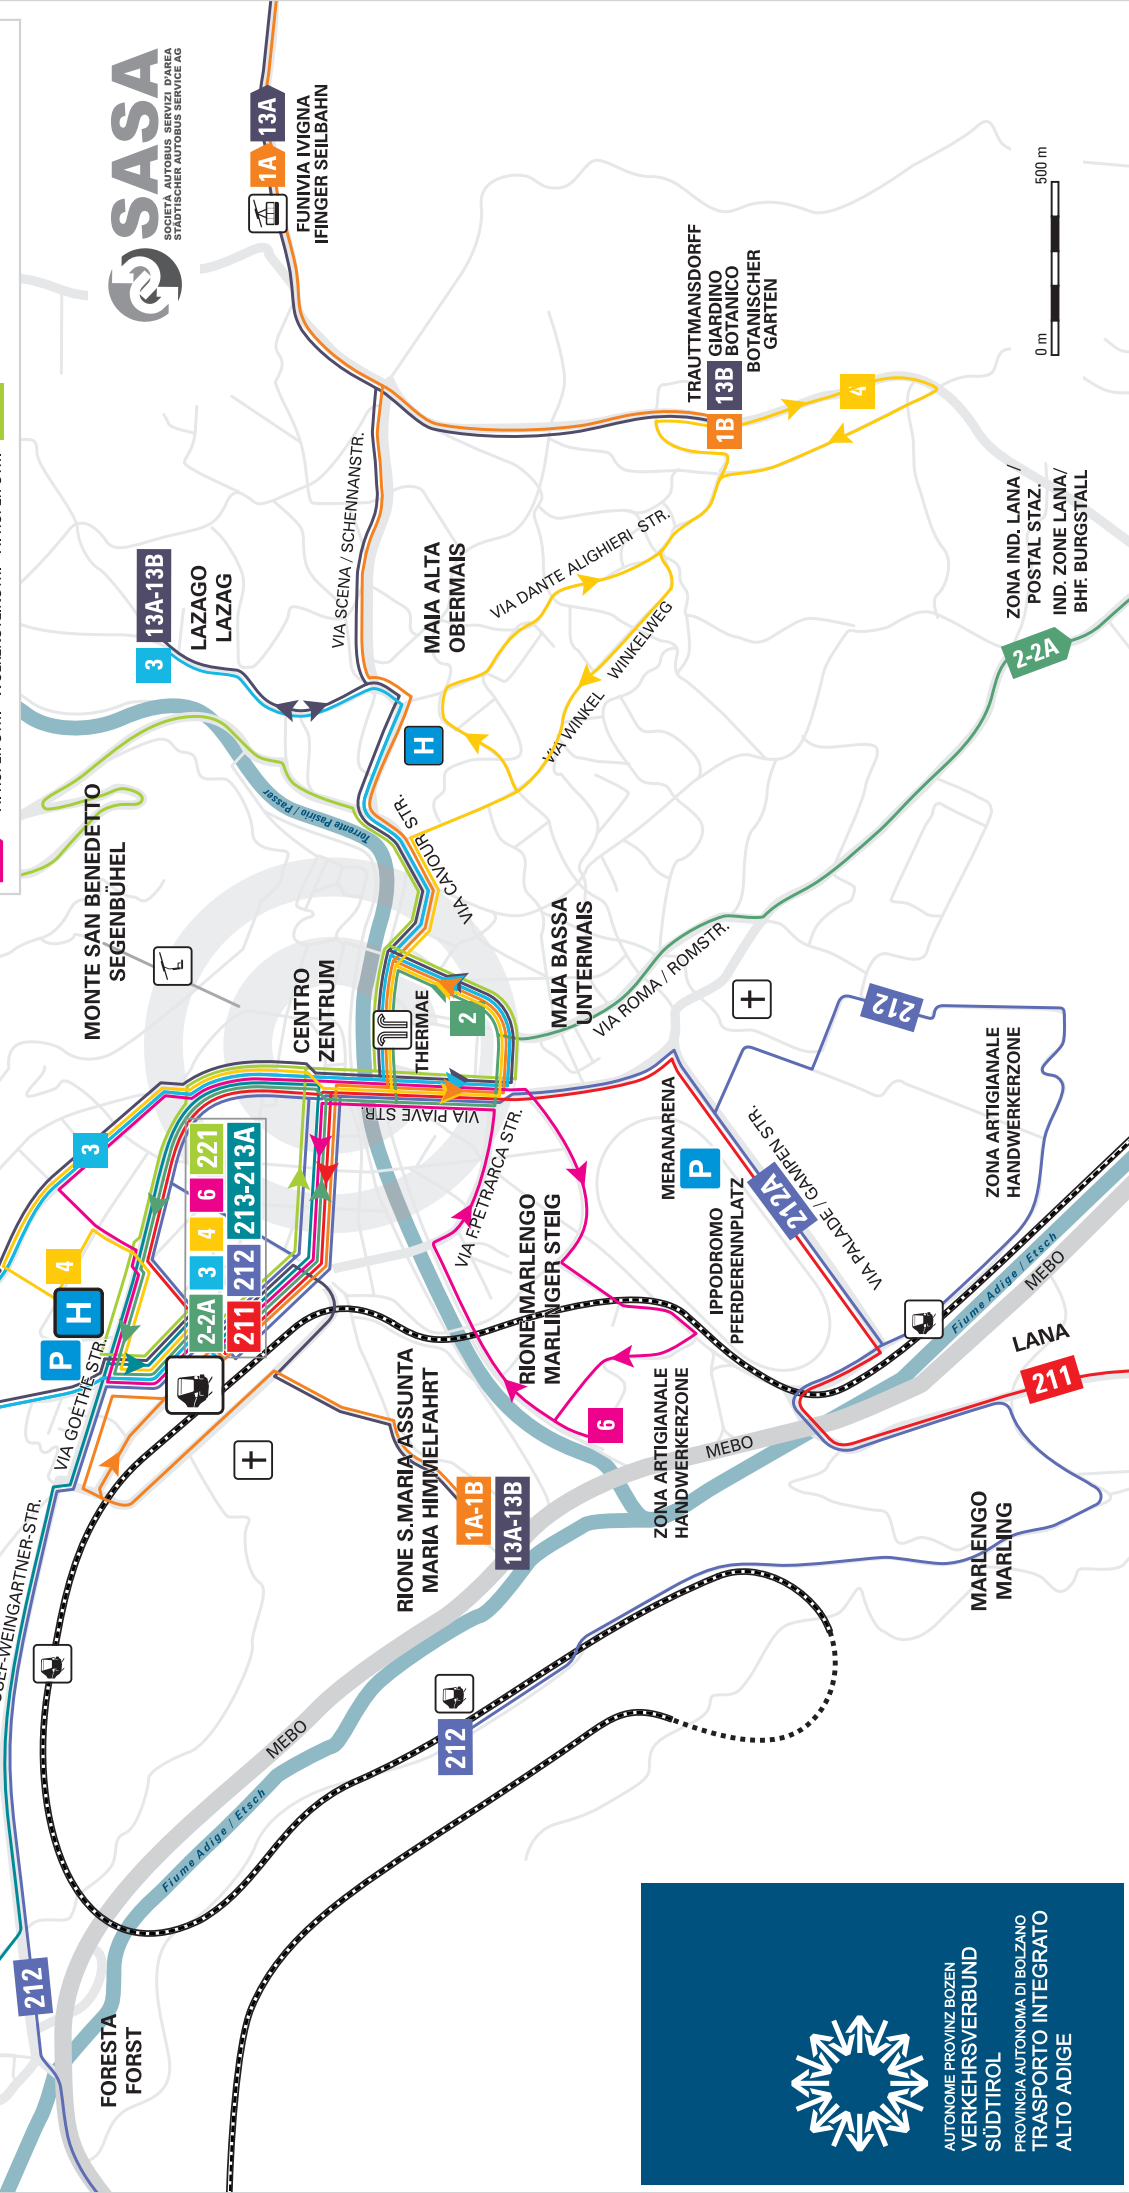 SASA
SOCIETÀ AUTOBUS SERVIZI D'AREA
STÄDTISCHER AUTOBUS SERVICE AG
1A
13A
FUNIVIA IVIGNA
IFINGER SEILBAHN
TRAUTTMANSDORFF
GIARDINO
BOTANICO
BOTANISCHER
GARTEN
1B
13B
4
0 m
500 m
ZONA IND. LANA /
POSTAL STAZ.
IND. ZONE LANA/
BHF. BURGSTALL
2-2A
VIA SCENA / SCHENNANSTR.
3
13A-13B
LAZAGO
LAZAG
MAIA ALTA
OBERMAIS
VIA DANTE ALIGHIERI STR.
VIA WINKEL WINKELWEG
H
VIA CAVOUR STR.
Torrente Passirio / Passer
MONTE SAN BENEDETTO
SEGENBÜHEL
CENTRO
ZENTRUM
THERMAE
2
MAIA BASSA
UNTERMAIS
VIA ROMA / ROMSTR.
VIA PIAVE STR.
212
ZONA ARTIGIANALE
HANDWERKERZONE
MERANARENA
P
IPPODROMO
PFERDERENNPLATZ
212A
VIA PALADE / GAMPEN STR.
VIA F.PETRARCA STR.
RIONE MARLENGO
MARLINGER STEIG
3
4
H
P
2-2A
3
4
6
221
211
212
213-213A
VIA GOETHE STR.
RIONE S.MARIA ASSUNTA
MARIA HIMMELFAHRT
1A-1B
13A-13B
6
ZONA ARTIGIANALE
HANDWERKERZONE
MEBO
Fiume Adige / Etsch
MEBO
LANA
211
MARLENGO
MARLING
212
MEBO
Fiume Adige / Etsch
212
FORESTA
FORST
AUTONOME PROVINZ BOZEN
VERKEHRSVERBUND
SÜDTIROL
PROVINCIA AUTONOMA DI BOLZANO
TRASPORTO INTEGRATO
ALTO ADIGE